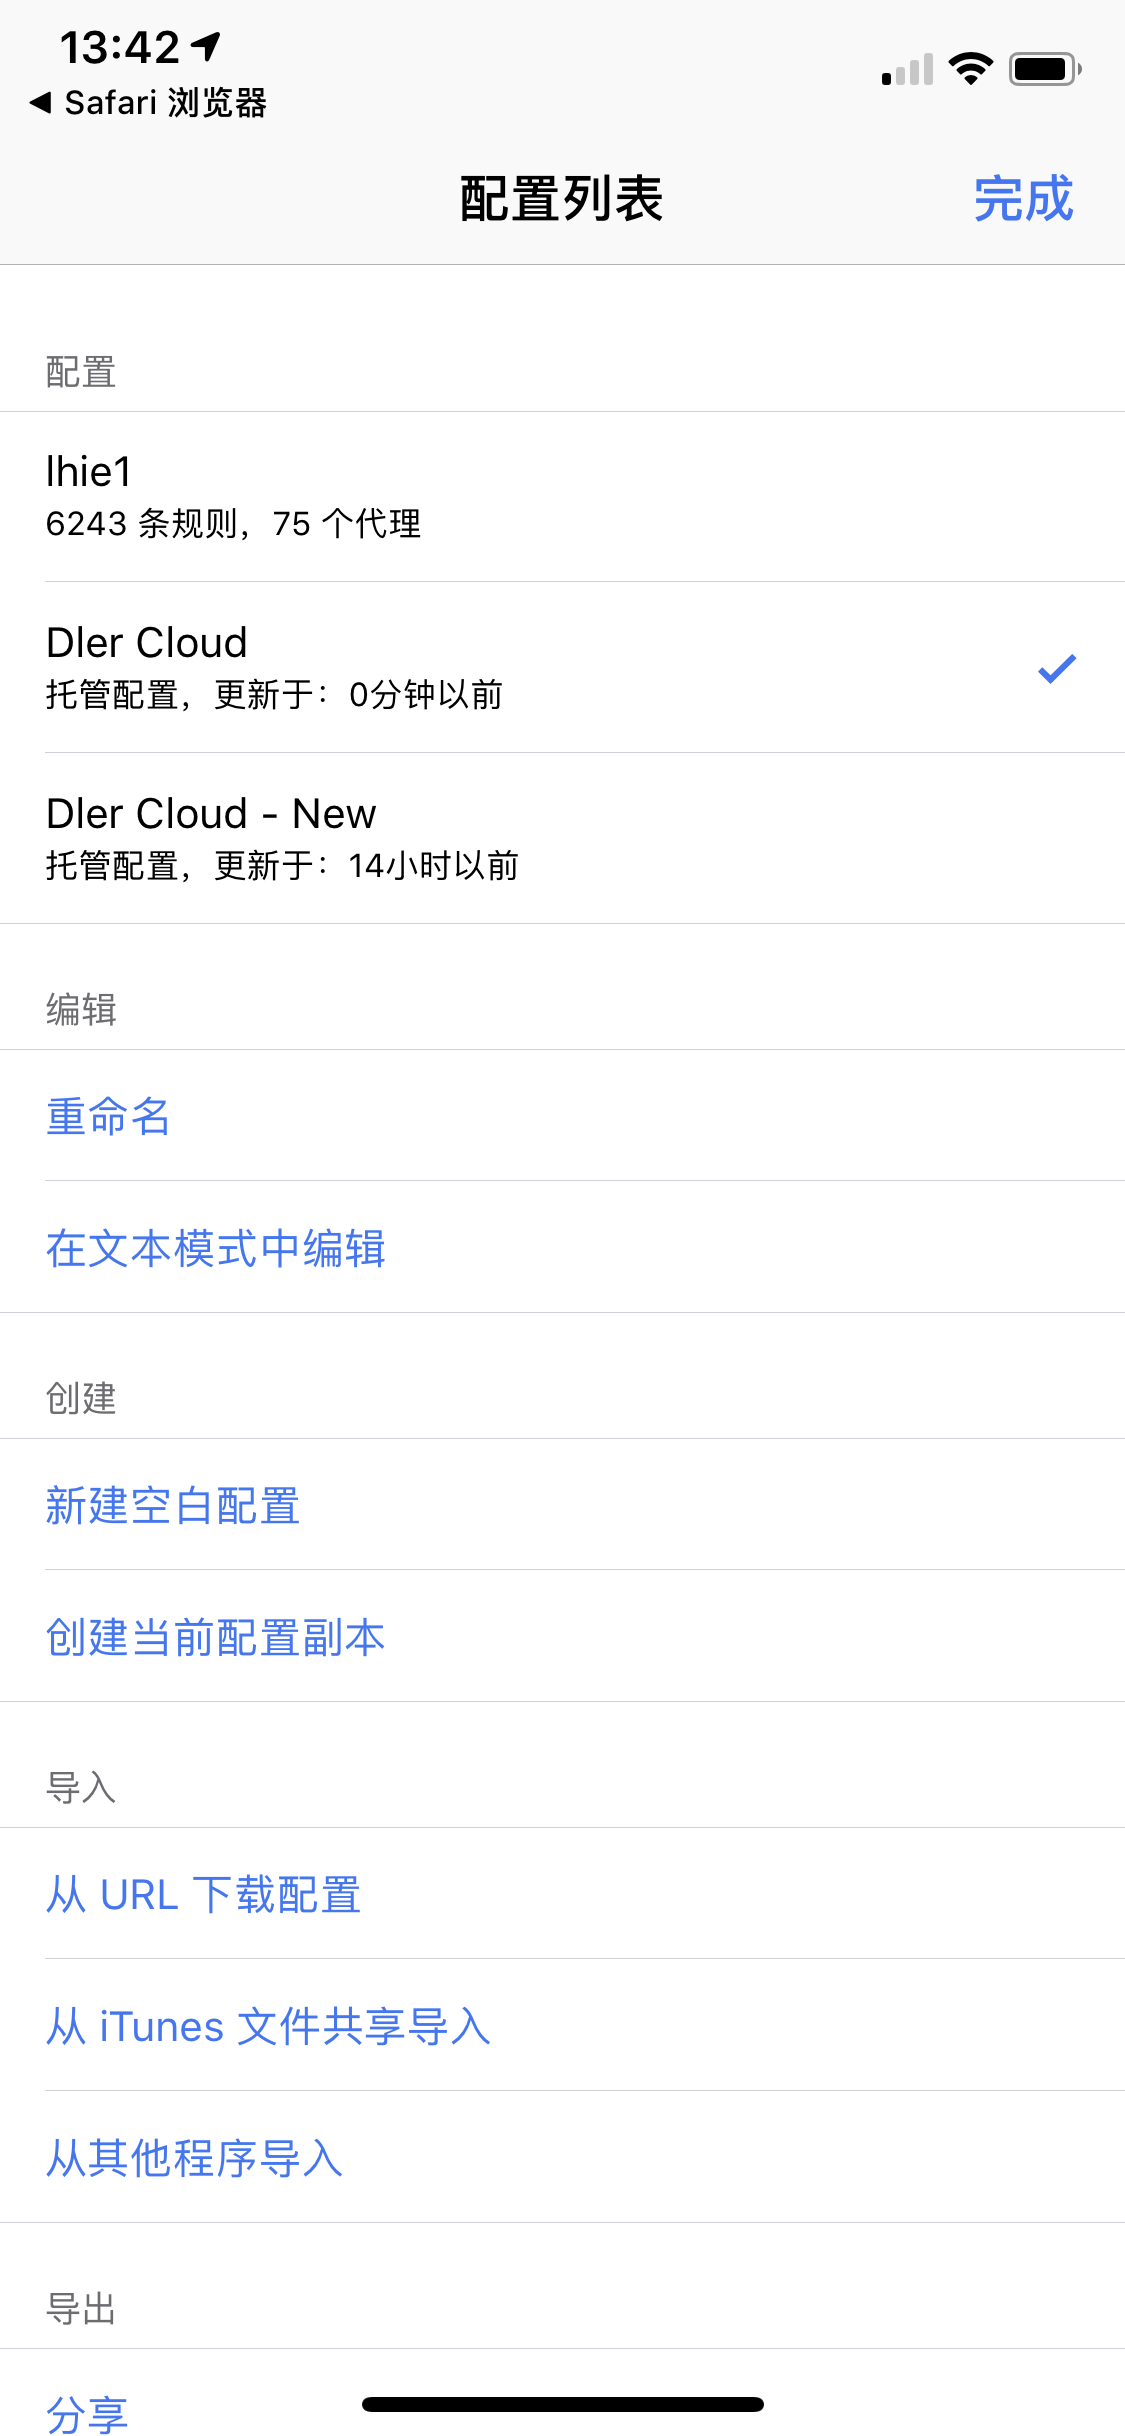 13:42
Safari 浏览器
配置列表
完成
配置
lhie1
6243 条规则，75 个代理
Dler Cloud
托管配置，更新于：0分钟以前
Dler Cloud - New
托管配置，更新于：14小时以前
编辑
重命名
在文本模式中编辑
创建
新建空白配置
创建当前配置副本
导入
从 URL 下载配置
从 iTunes 文件共享导入
从其他程序导入
导出
分享